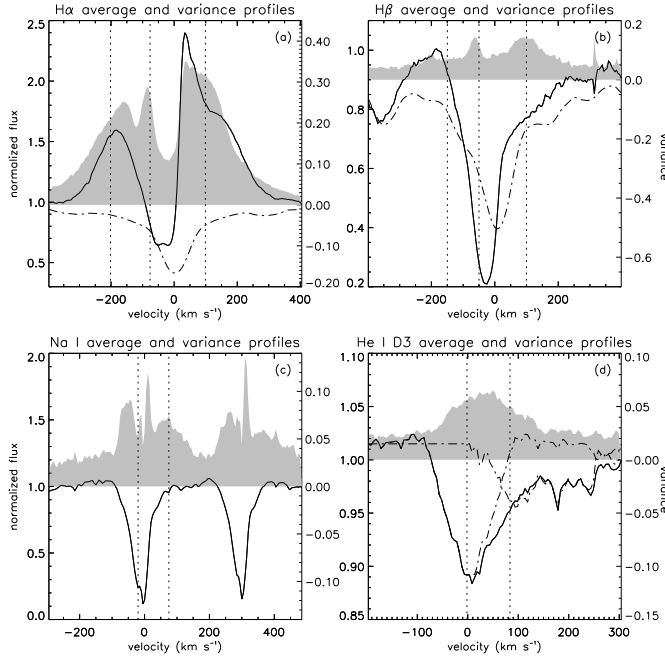 Hα average and variance profiles
(a)
2.5
2.0
1.5
1.0
0.5
normalized flux
0.40
0.30
0.20
0.10
0.00
−0.10
−0.20
−200 0 200 400
velocity (km s⁻¹)
Hβ average and variance profiles
(b)
1.0
0.8
0.6
0.4
0.2
0.2
0.0
−0.2
−0.4
−0.6
variance
−200 0 200
velocity (km s⁻¹)
Na I average and variance profiles
(c)
2.0
1.5
1.0
0.5
0.0
normalized flux
0.10
0.05
0.00
−0.05
−0.10
−200 0 200 400
velocity (km s⁻¹)
He I D3 average and variance profiles
(d)
1.10
1.05
1.00
0.95
0.90
0.85
0.10
0.05
−0.00
−0.05
−0.10
−0.15
variance
−100 0 100 200 300
velocity (km s⁻¹)